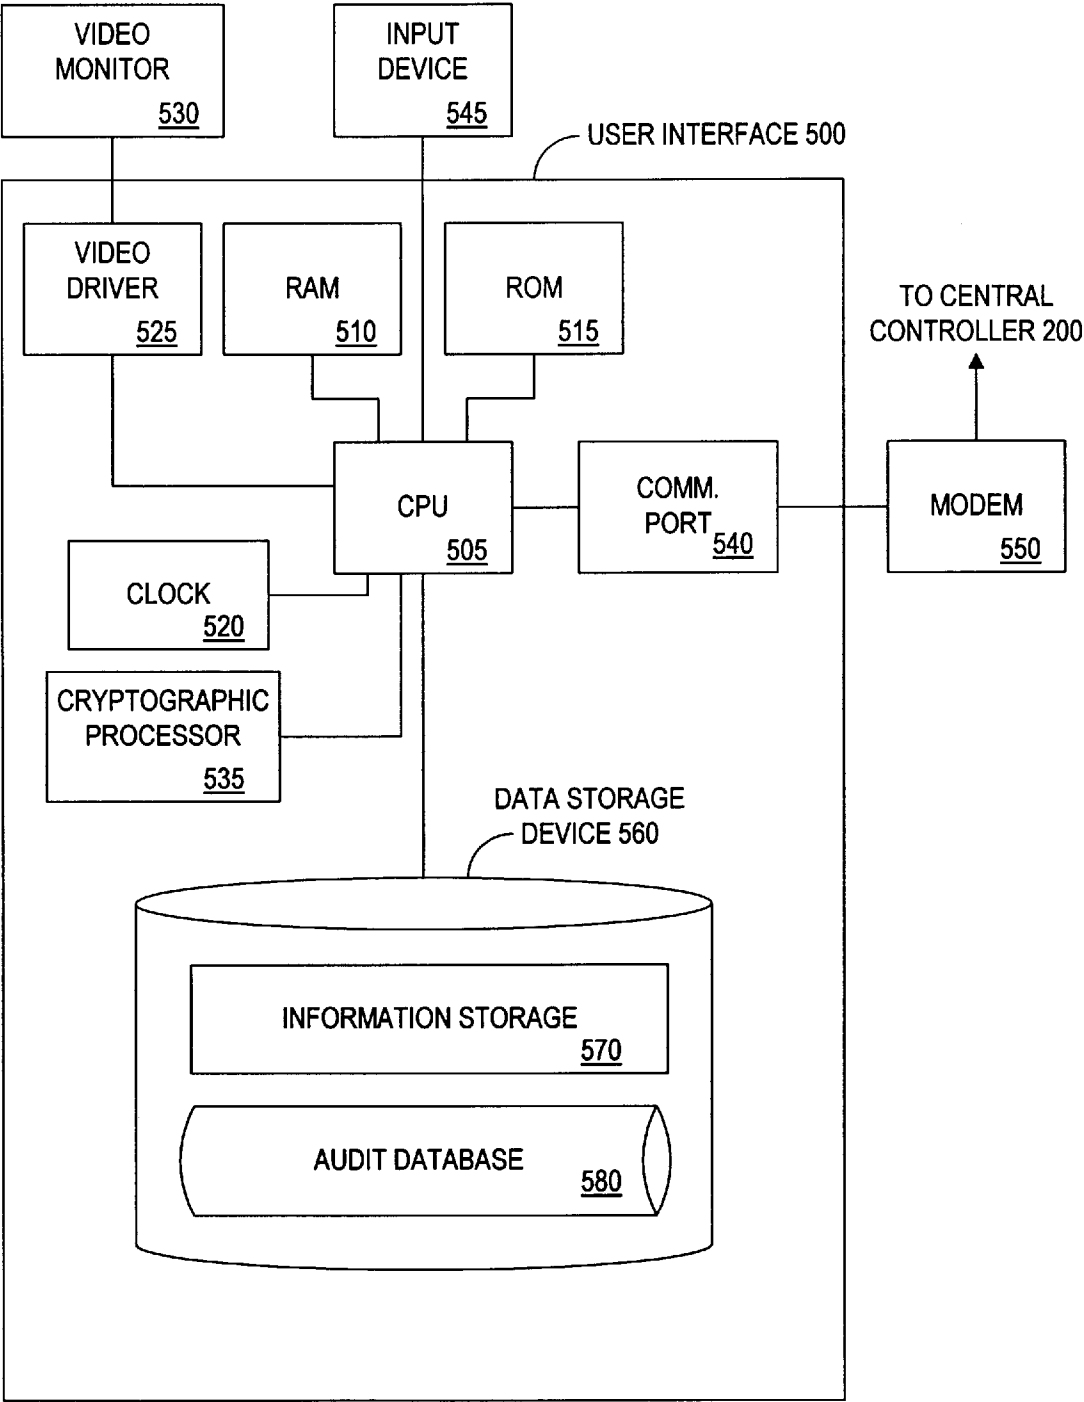 VIDEO
MONITOR
530
INPUT
DEVICE
545
USER INTERFACE 500
VIDEO
DRIVER
525
RAM
510
ROM
515
TO CENTRAL
CONTROLLER 200
CPU
505
COMM.
PORT
540
MODEM
550
CLOCK
520
CRYPTOGRAPHIC
PROCESSOR
535
DATA STORAGE
DEVICE 560
INFORMATION STORAGE
570
AUDIT DATABASE
580